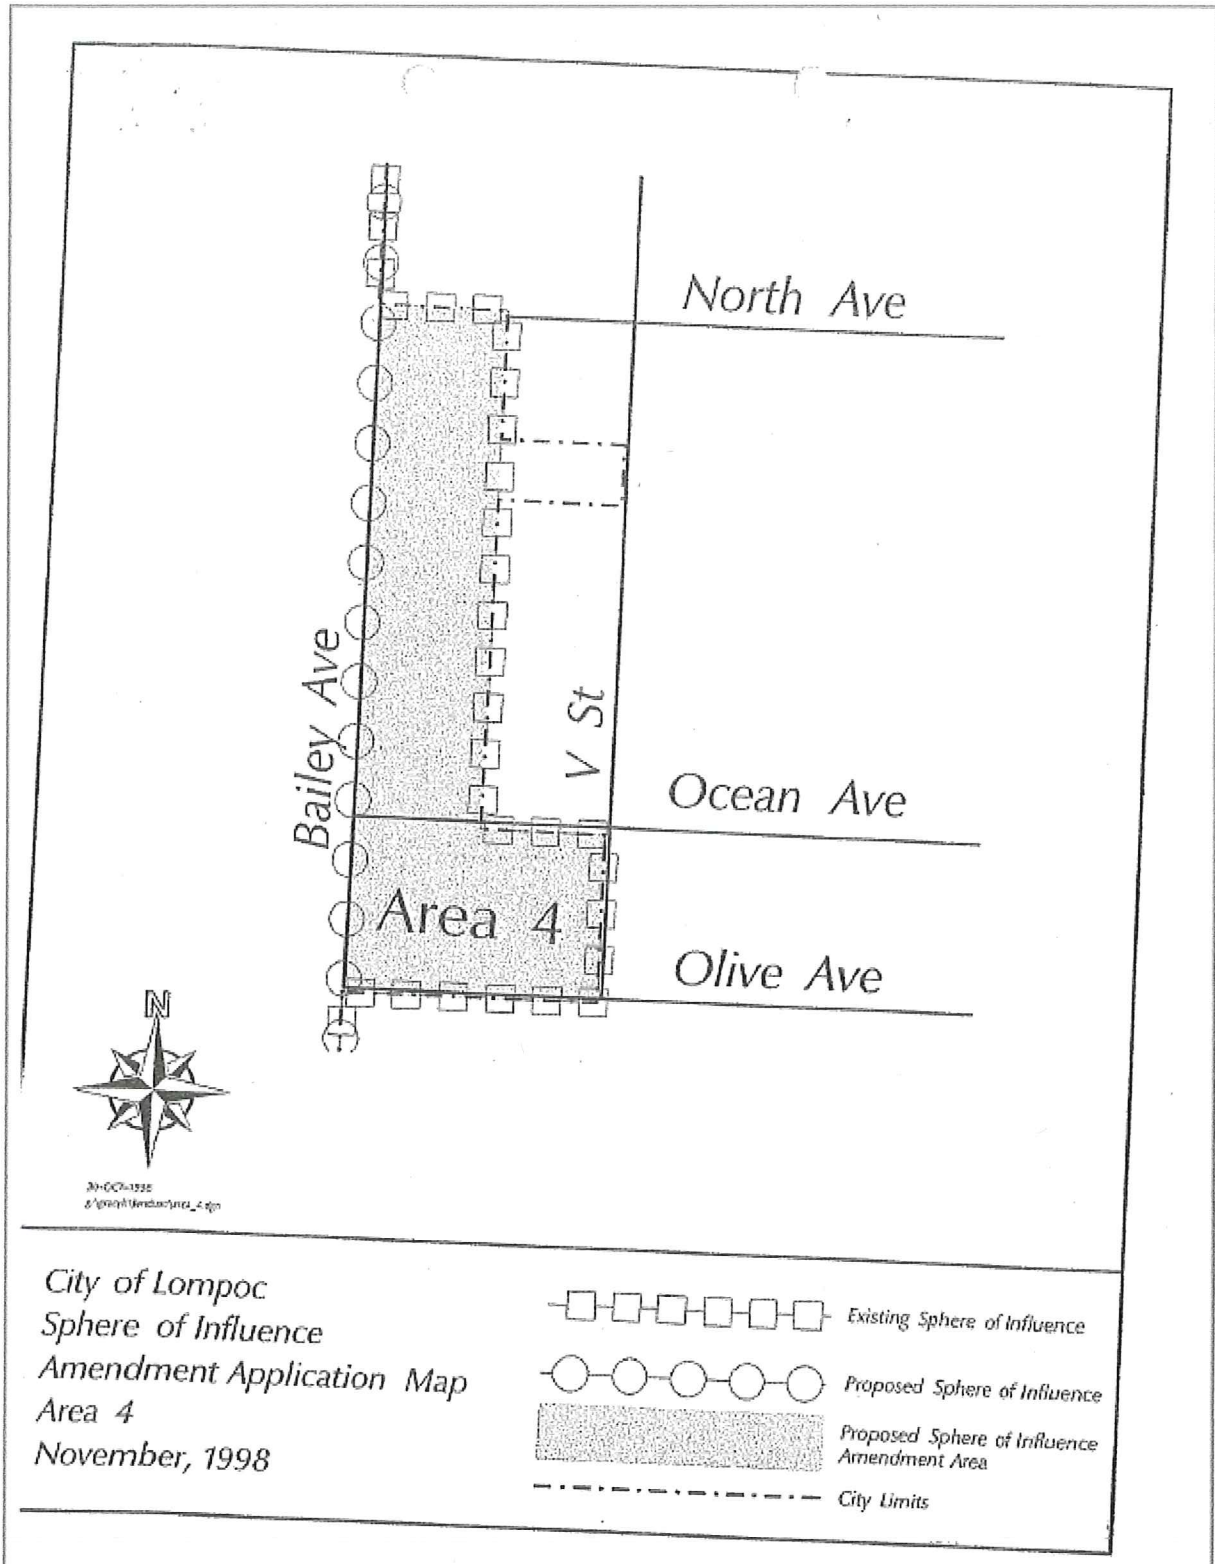 North Ave
Bailey Ave
V St
Ocean Ave
Area 4
Olive Ave
N
City of Lompoc
Sphere of Influence
Amendment Application Map
Area 4
November, 1998
Existing Sphere of Influence
Proposed Sphere of Influence
Proposed Sphere of Influence
Amendment Area
City Limits